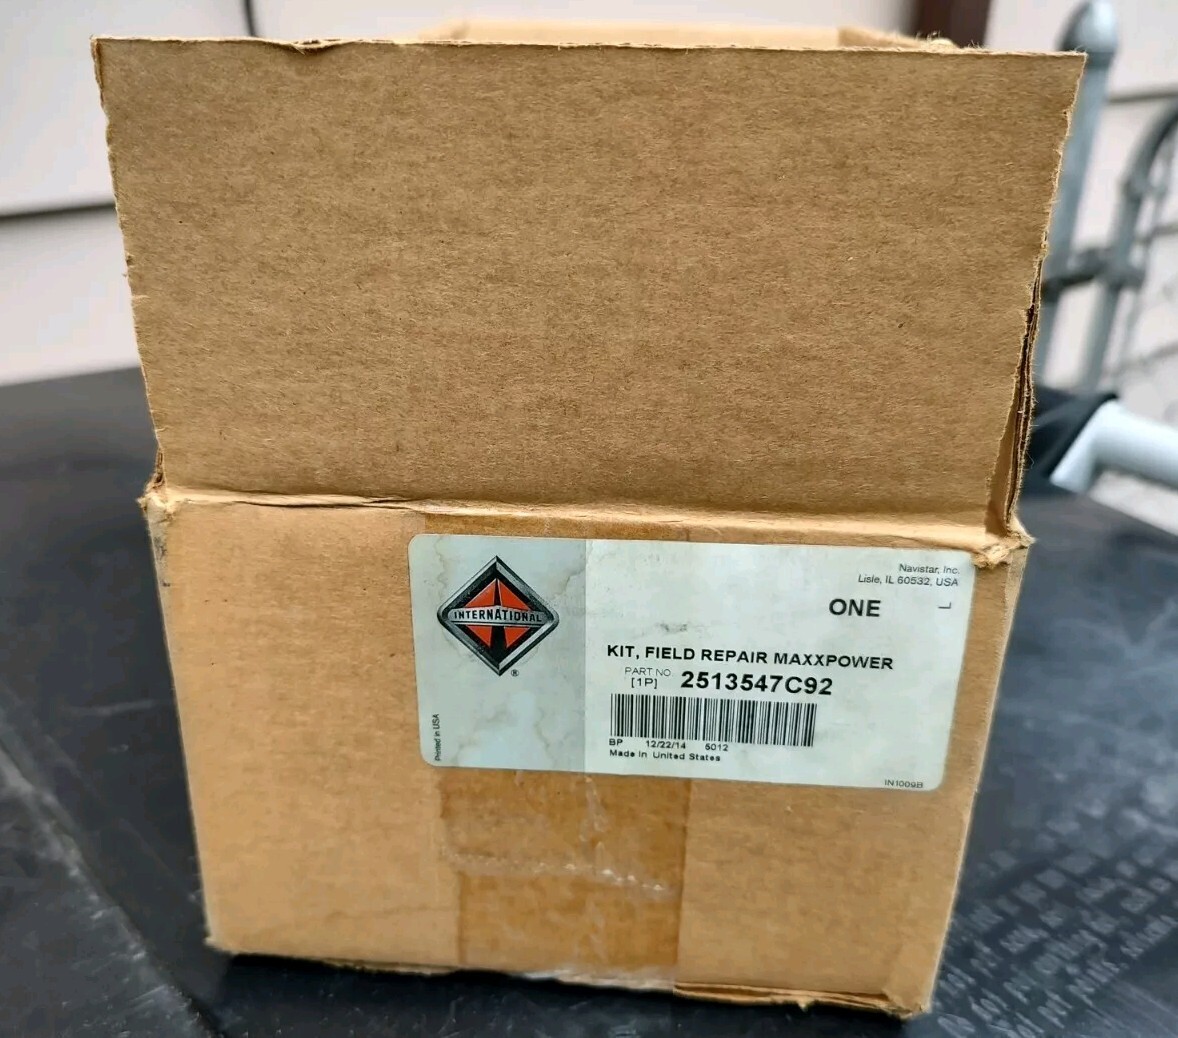 Navistar, Inc.
Lisle, IL 60532, USA
ONE
INTERNATIONAL
®
KIT, FIELD REPAIR MAXXPOWER
PART NO
[1P] 2513547C92
BP 12/22/14 5012
Made in United States
Printed in USA
IN1009B